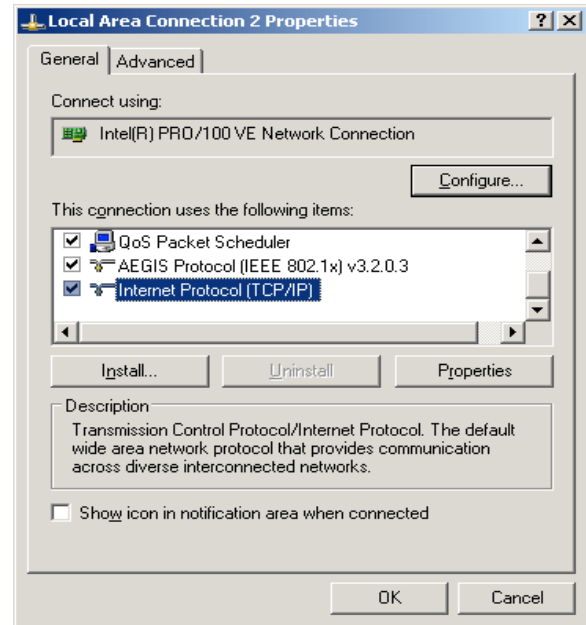 Local Area Connection 2 Properties
General
Advanced
Connect using:
Intel(R) PRO/100 VE Network Connection
Configure...
This connection uses the following items:
QoS Packet Scheduler
AEGIS Protocol (IEEE 802.1x) v3.2.0.3
Internet Protocol (TCP/IP)
Install...
Uninstall
Properties
Description
Transmission Control Protocol/Internet Protocol. The default
wide area network protocol that provides communication
across diverse interconnected networks.
Show icon in notification area when connected
OK
Cancel